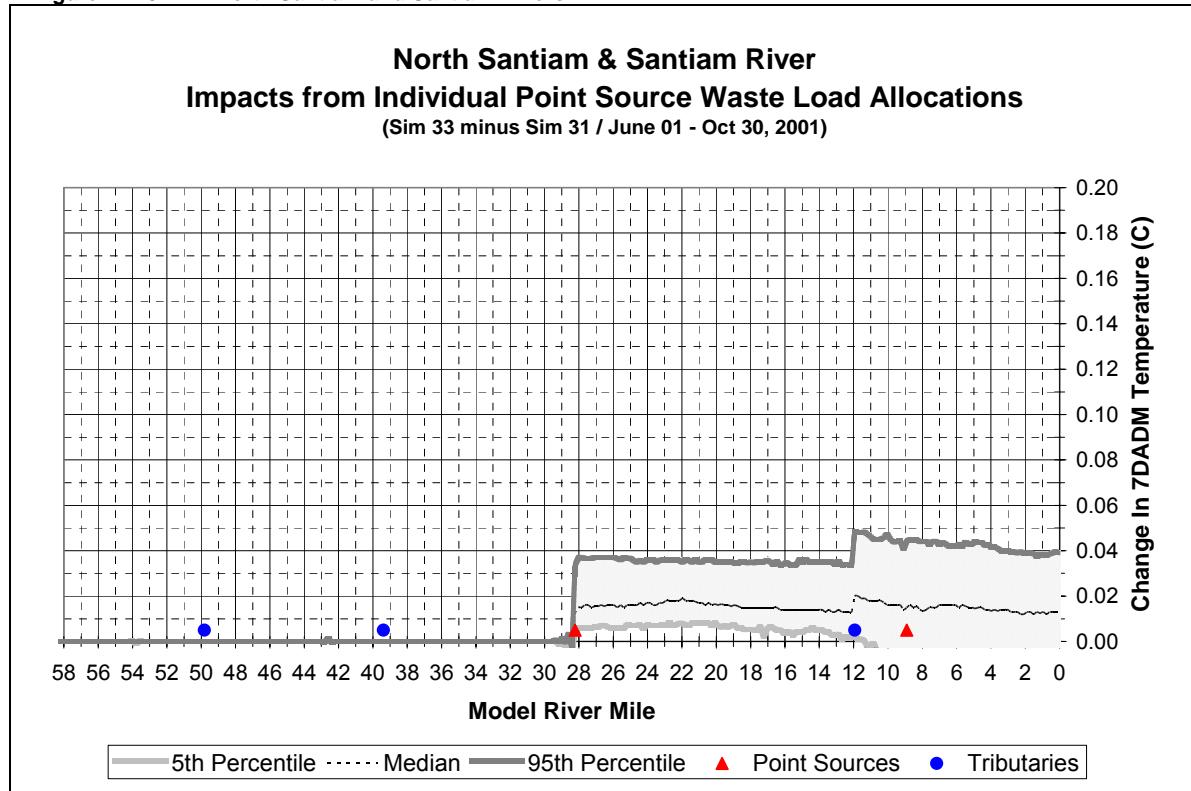 North Santiam & Santiam River
Impacts from Individual Point Source Waste Load Allocations
(Sim 33 minus Sim 31 / June 01 - Oct 30, 2001)
0.20
0.18
0.16
0.14
0.12
0.10
0.08
0.06
0.04
0.02
0.00
Change In 7DADM Temperature (C)
58 56 54 52 50 48 46 44 42 40 38 36 34 32 30 28 26 24 22 20 18 16 14 12 10 8 6 4 2 0
Model River Mile
5th Percentile Median 95th Percentile Point Sources Tributaries